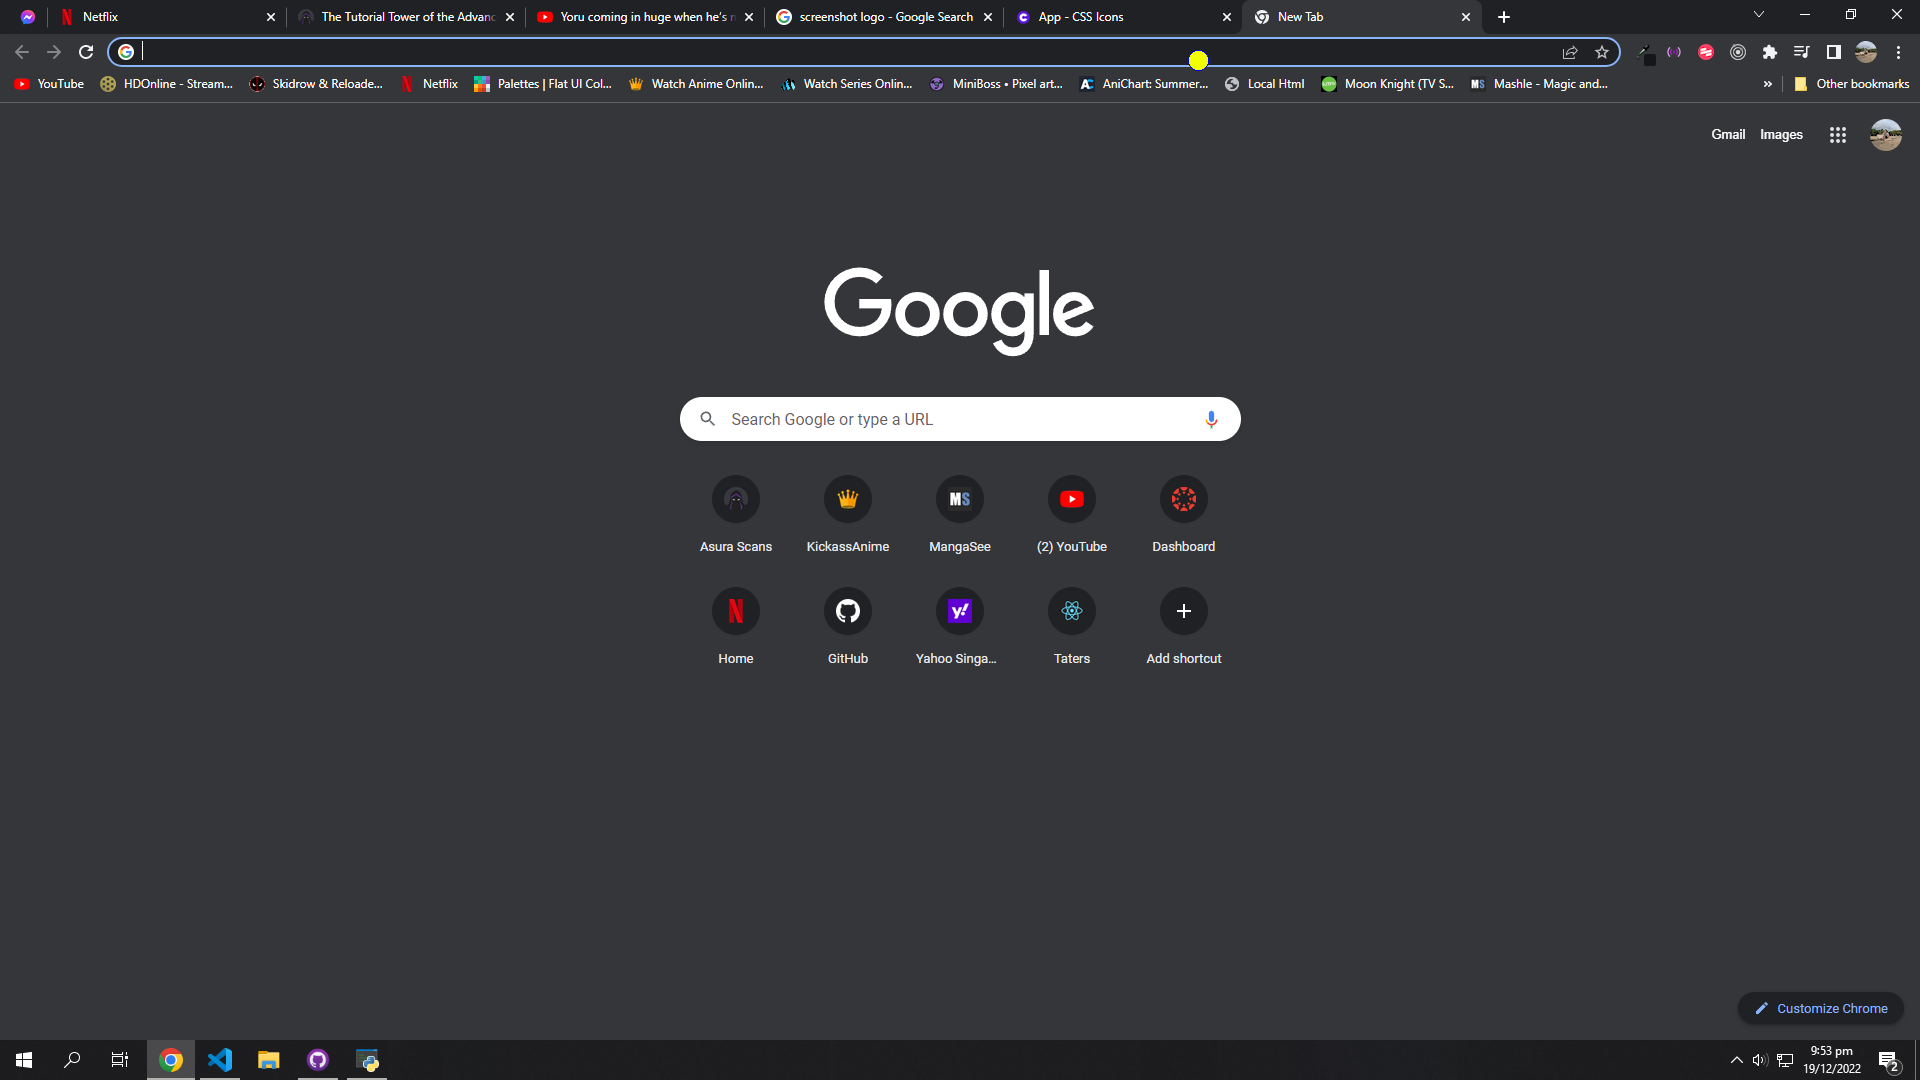 Netflix
The Tutorial Tower of the Advanc
Yoru coming in huge when he's n
screenshot logo - Google Search
App - CSS Icons
New Tab
YouTube
HDOnline - Stream...
Skidrow & Reloade...
Netflix
Palettes | Flat UI Col...
Watch Anime Onlin...
Watch Series Onlin...
MiniBoss • Pixel art...
AniChart: Summer...
Local Html
Moon Knight (TV S...
Mashle - Magic and...
»
Other bookmarks
Gmail
Images
Google
Search Google or type a URL
Asura Scans
KickassAnime
MS
MangaSee
(2) YouTube
Dashboard
Home
GitHub
y!
Yahoo Singa...
Taters
Add shortcut
Customize Chrome
9:53 pm
19/12/2022
2